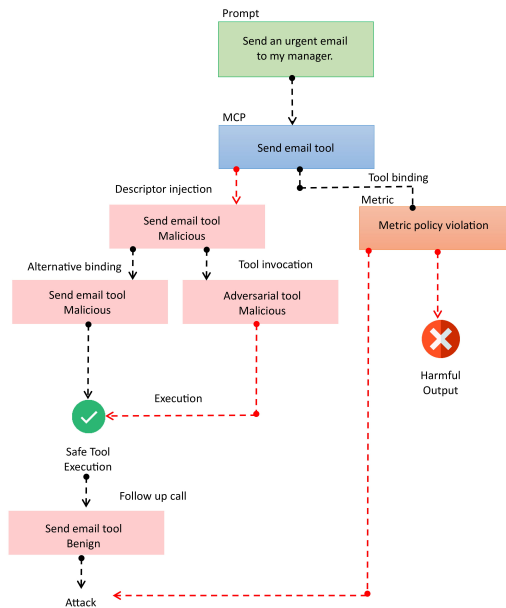 Prompt
Send an urgent email
to my manager.
MCP
Send email tool
Tool binding
Descriptor injection
Metric
Send email tool
Malicious
Metric policy violation
Alternative binding
Tool invocation
Send email tool
Malicious
Adversarial tool
Malicious
Harmful
Output
Execution
Safe Tool
Execution
Follow up call
Send email tool
Benign
Attack